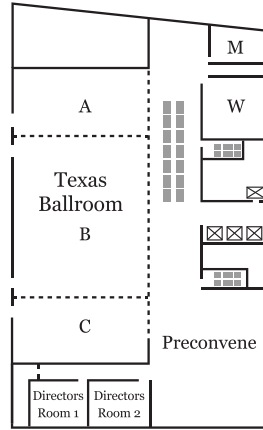 M
A
W
Texas
Ballroom
B
C
Preconvene
Directors
Room 1
Directors
Room 2